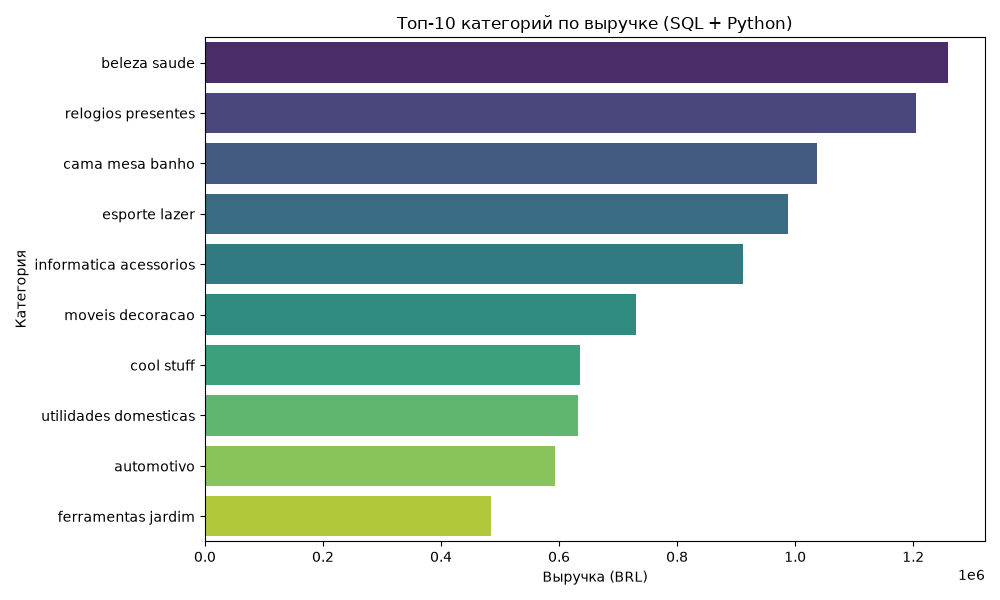 Топ-10 категорий по выручке (SQL + Python)
Категория
beleza saude
relogios presentes
cama mesa banho
esporte lazer
informatica acessorios
moveis decoracao
cool stuff
utilidades domesticas
automotivo
ferramentas jardim
0.0 0.2 0.4 0.6 0.8 1.0 1.2
1e6
Выручка (BRL)